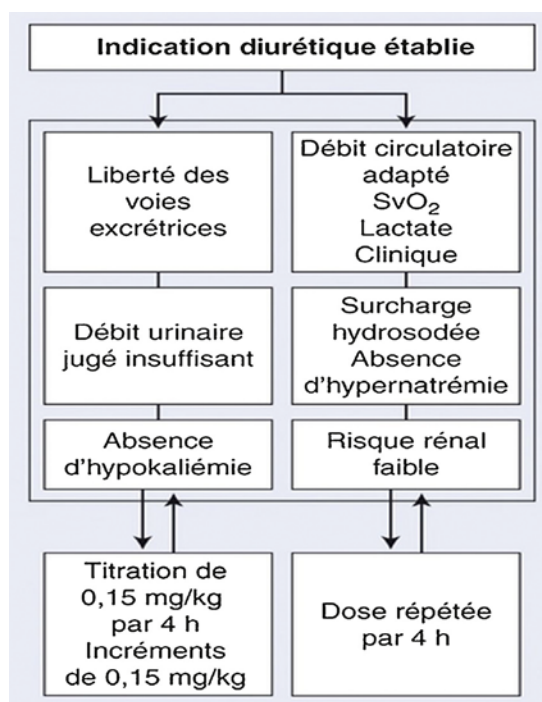 Indication diurétique établie
Liberté des
voies
excrétrices
Débit circulatoire
adapté
SvO₂
Lactate
Clinique
Débit urinaire
jugé insuffisant
Surcharge
hydrosodée
Absence
d'hypernatrémie
Absence
d'hypokaliémie
Risque rénal
faible
Titration de
0,15 mg/kg
par 4 h
Incréments
de 0,15 mg/kg
Dose répétée
par 4 h